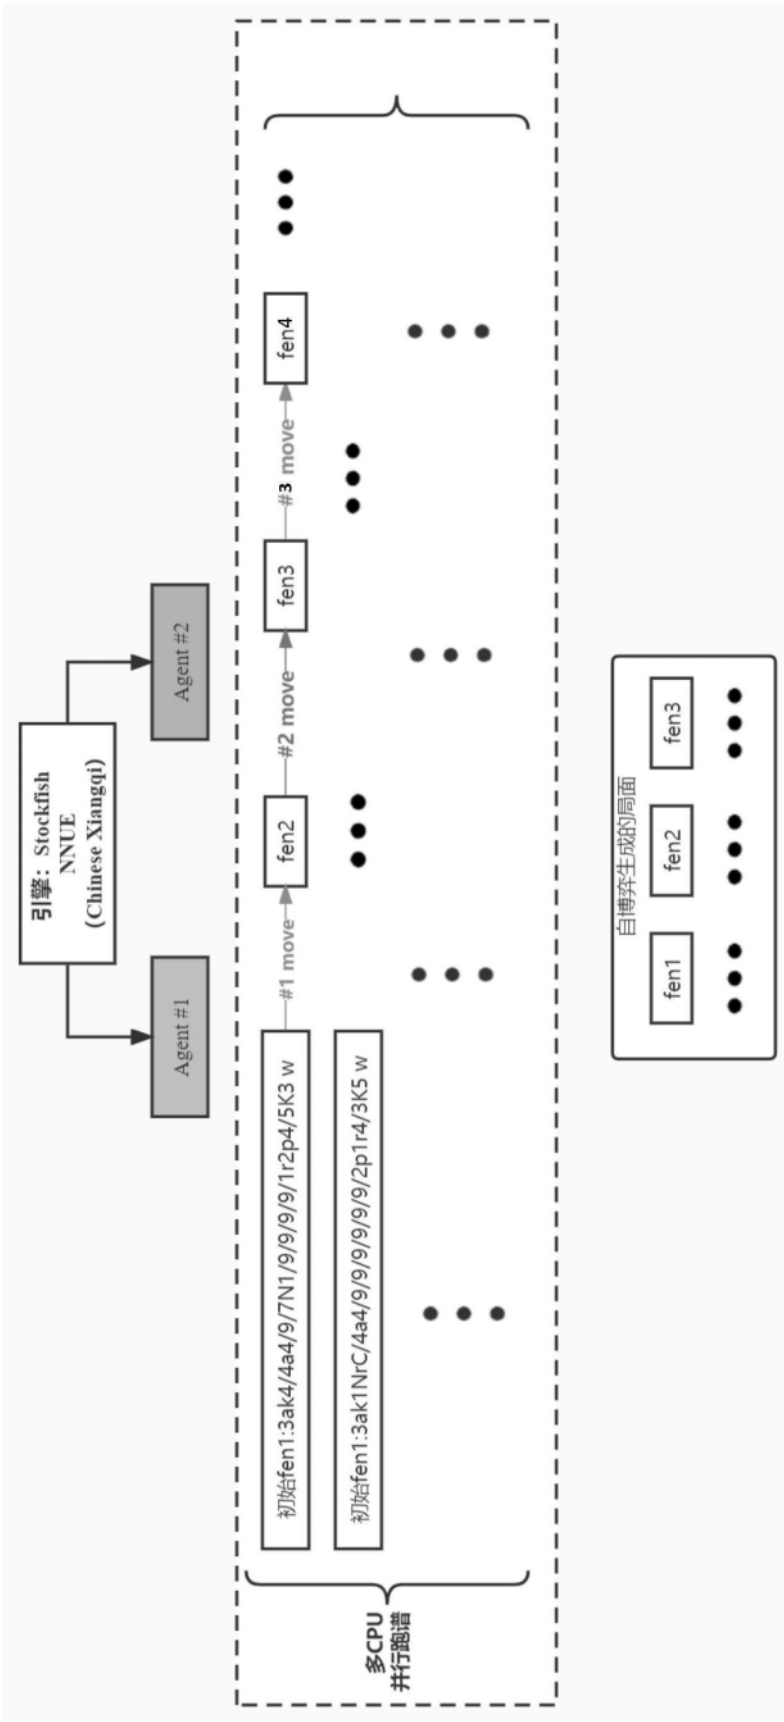 引擎：Stockfish
NNUE
(Chinese Xiangqi)
Agent #1
Agent #2
多CPU
并行跑谱
初始fen1:3ak4/4a4/9/7N1/9/9/9/9/1r2p4/5K3 w
#1 move
fen2
#2 move
fen3
#3 move
fen4
初始fen1:3ak1NrC/4a4/9/9/9/9/9/9/2p1r4/3K5 w
自博弈生成的局面
fen1
fen2
fen3